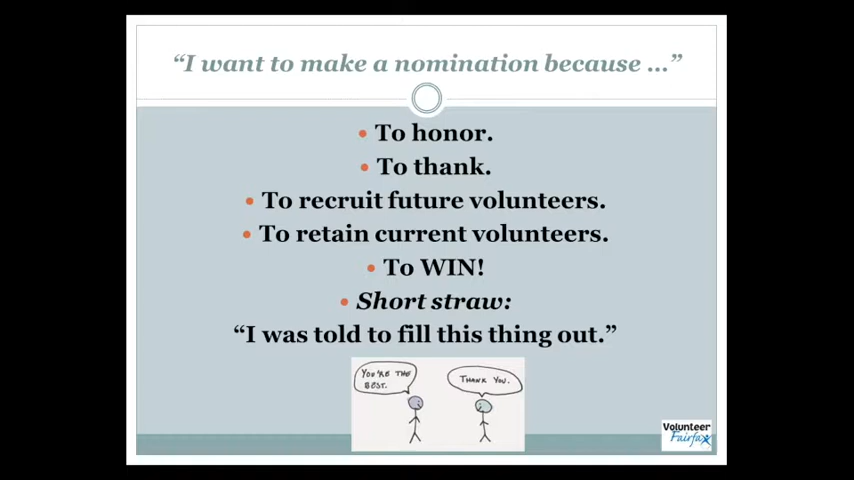 “I want to make a nomination because ...”
• To honor.
• To thank.
• To recruit future volunteers.
• To retain current volunteers.
• To WIN!
• Short straw:
“I was told to fill this thing out.”
YOU'RE THE
BEST.
THANK YOU.
Volunteer
Fairfax